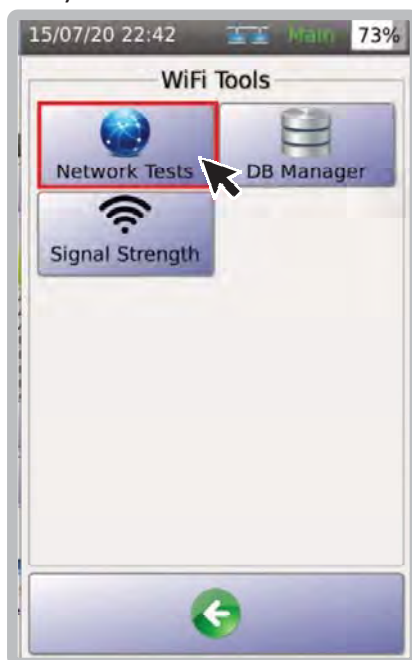 15/07/20 22:42 Main 73%
WiFi Tools
Network Tests DB Manager
Signal Strength